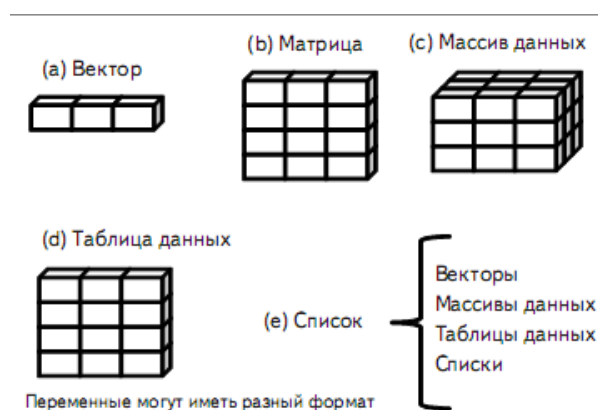 (a) Вектор
(b) Матрица
(c) Массив данных
(d) Таблица данных
Переменные могут иметь разный формат
(e) Список
Векторы
Массивы данных
Таблицы данных
Списки